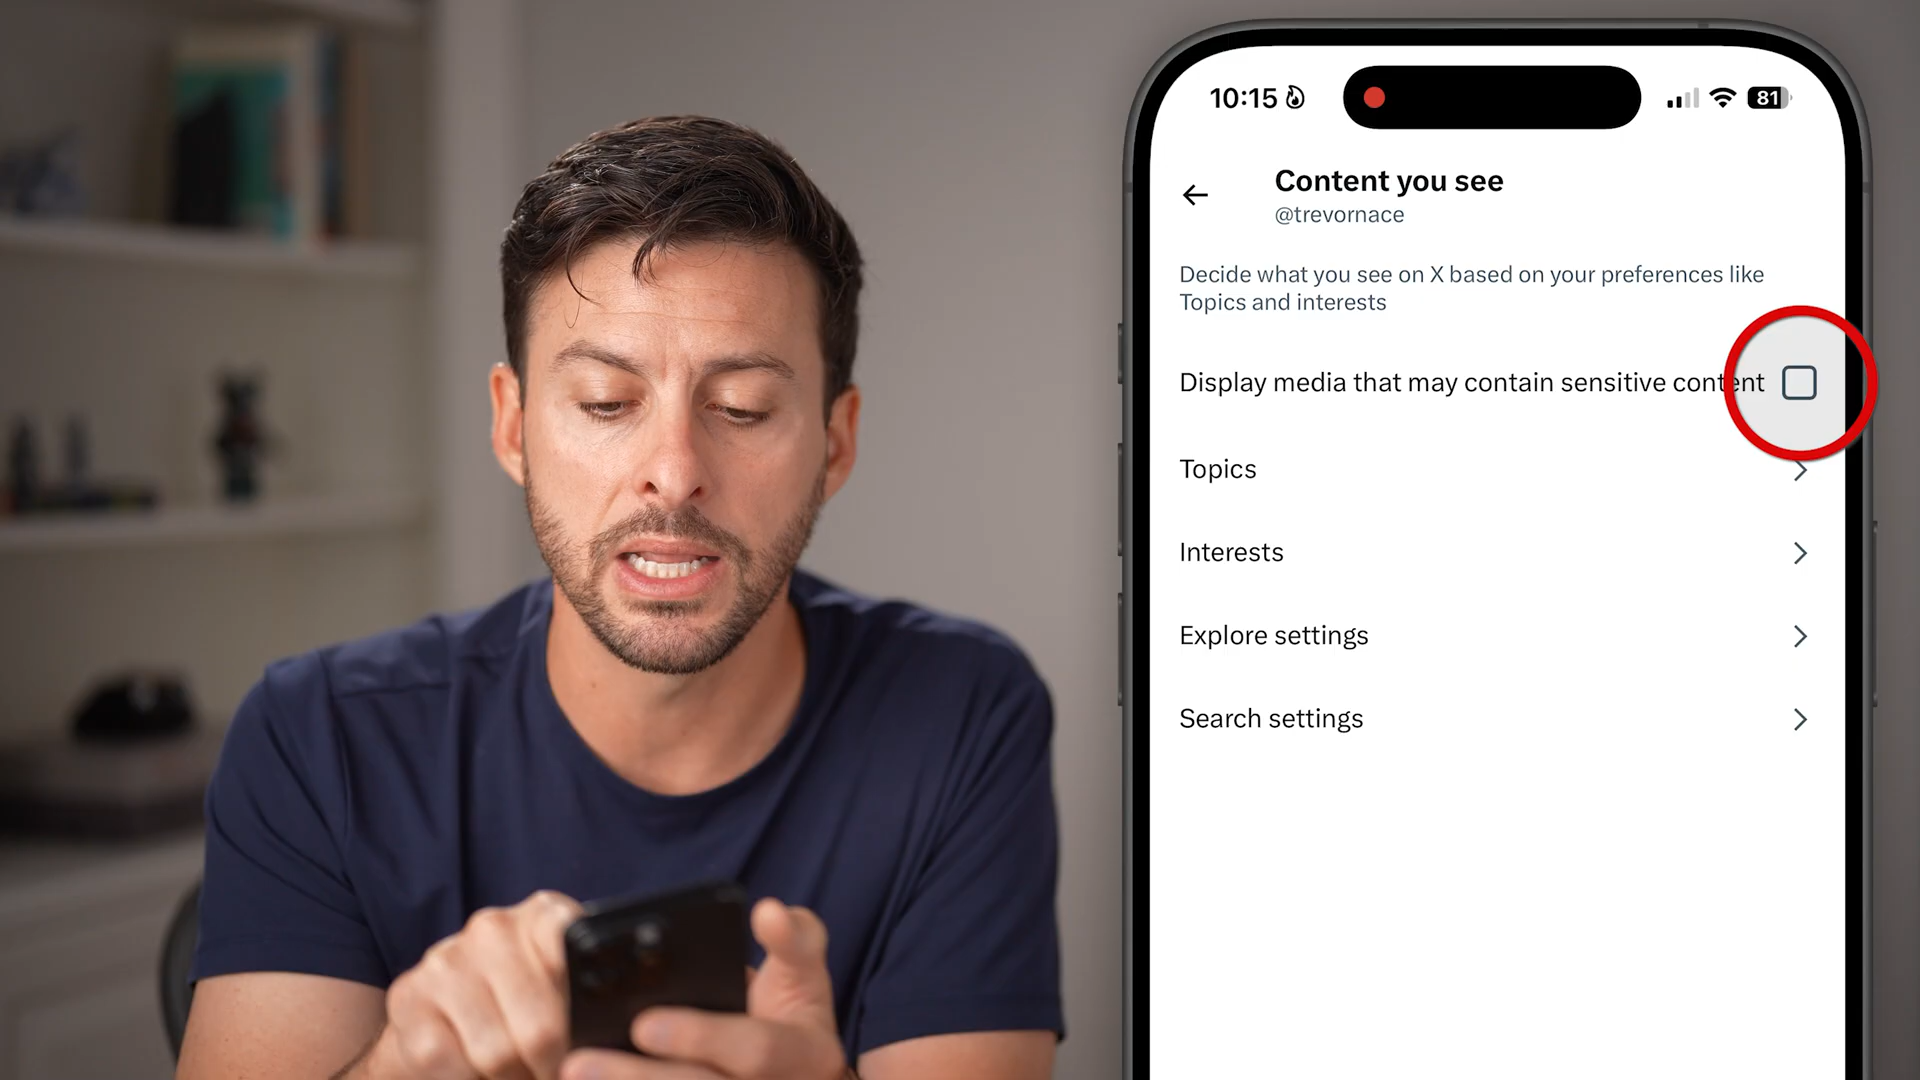 10:15
81
Content you see
@trevornace
Decide what you see on X based on your preferences like
Topics and interests
Display media that may contain sensitive content
Topics
Interests
Explore settings
Search settings